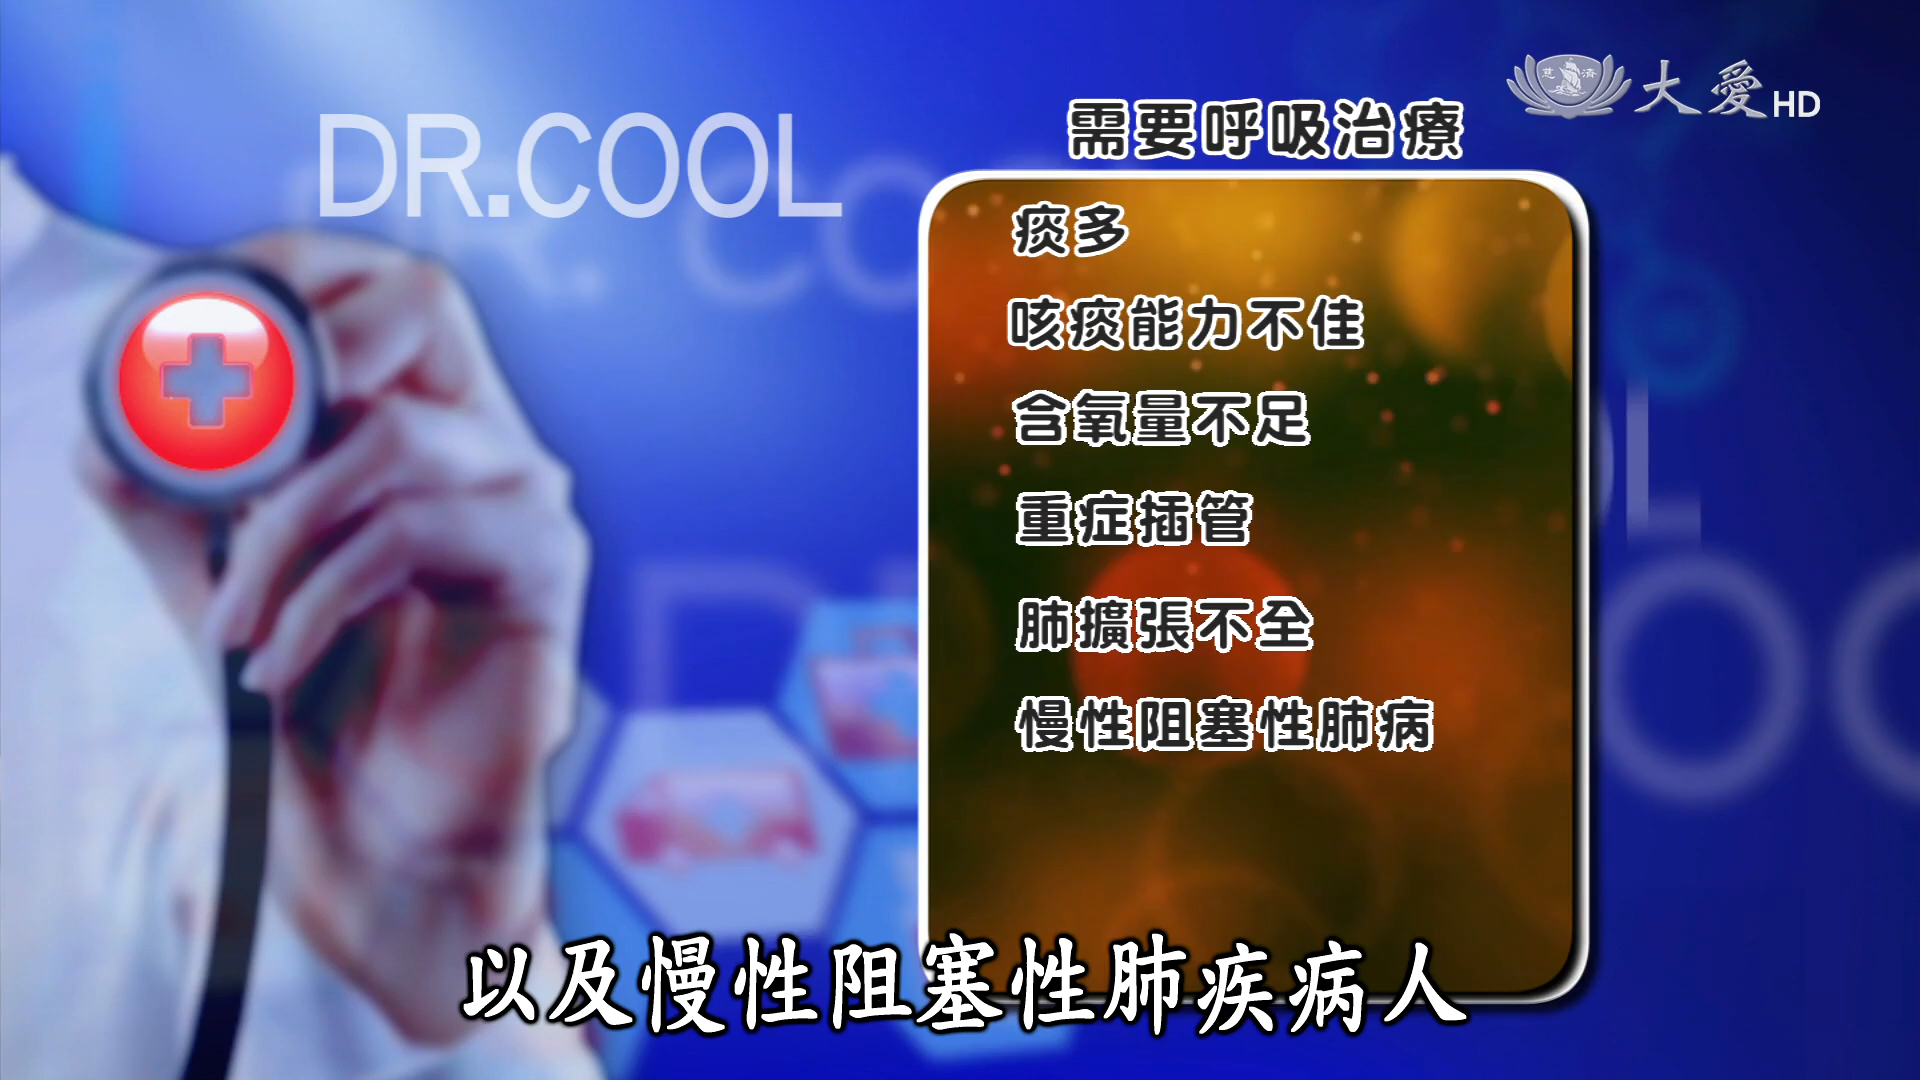 慈濟
大愛HD
DR.COOL
需要呼吸治療
痰多
咳痰能力不佳
含氧量不足
重症插管
肺擴張不全
慢性阻塞性肺病
以及慢性阻塞性肺疾病人